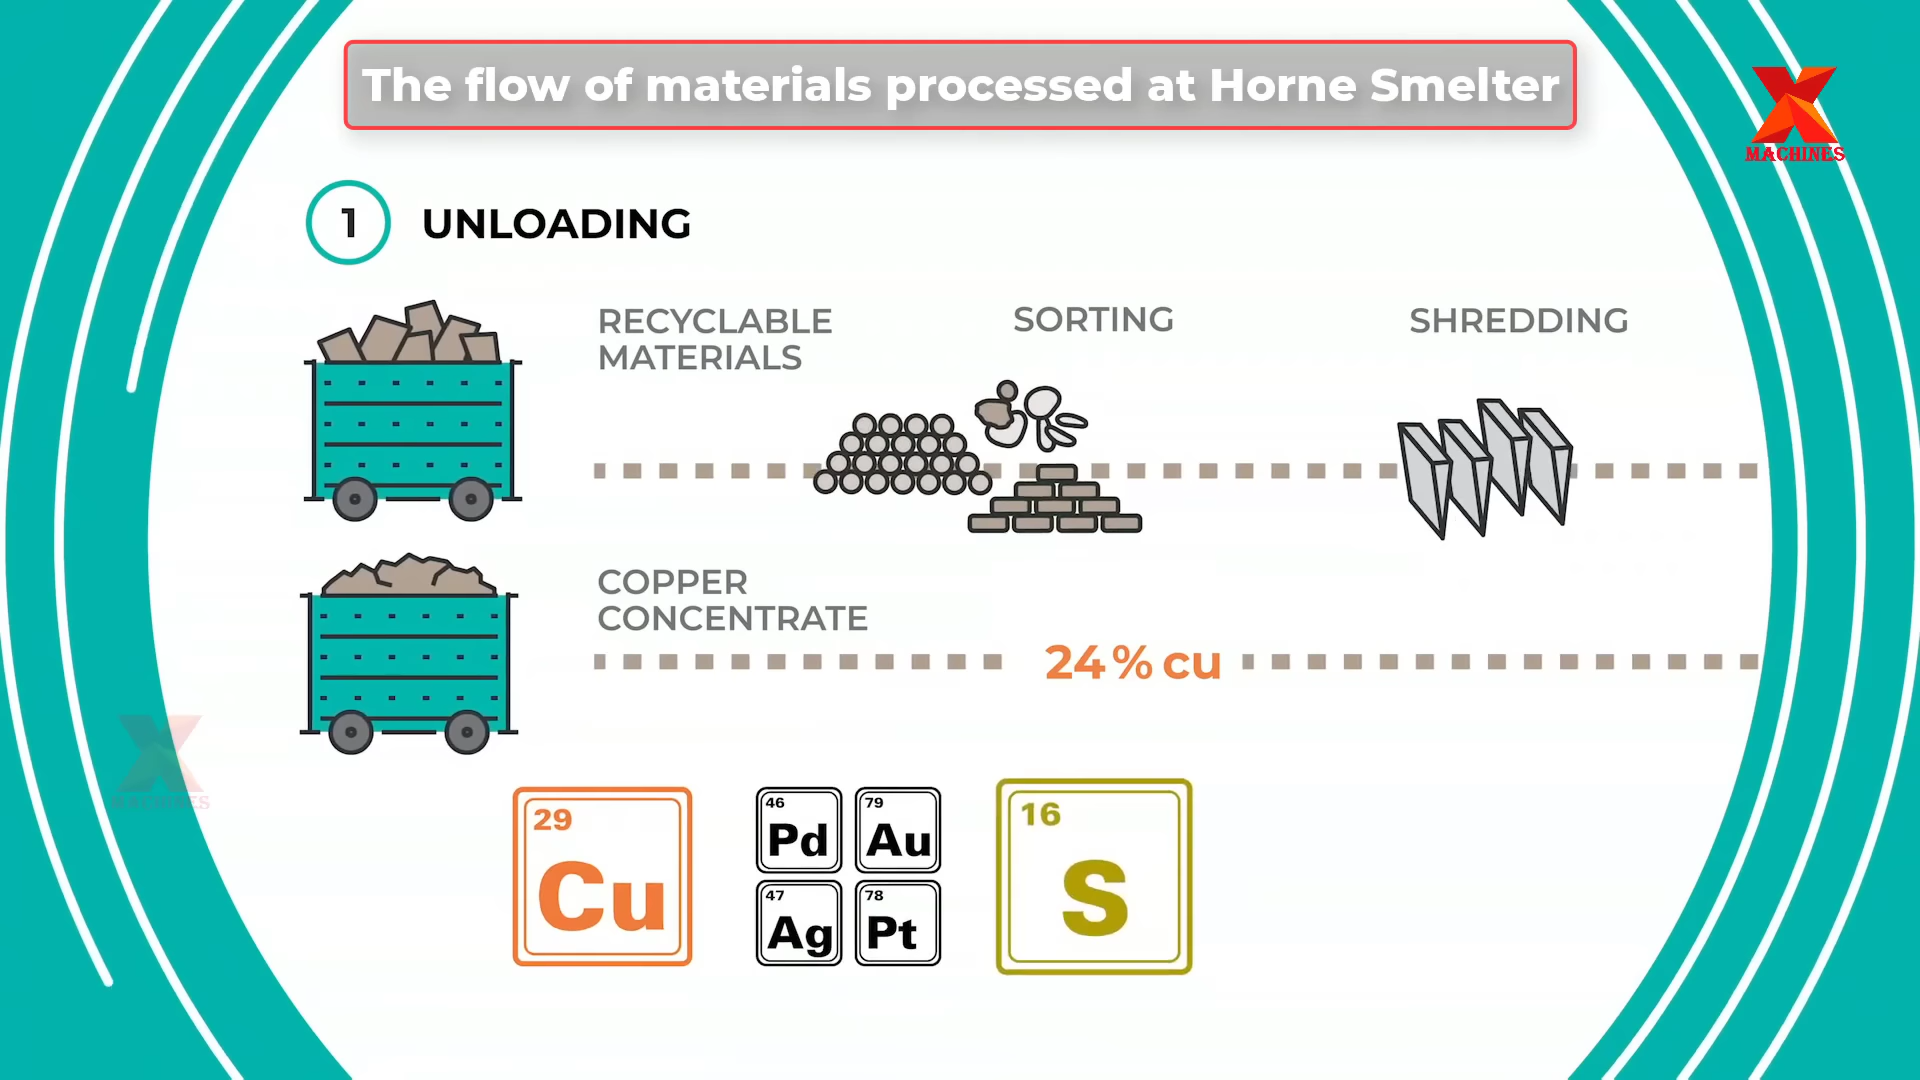 The flow of materials processed at Horne Smelter
MACHINES
1 UNLOADING
RECYCLABLE
MATERIALS
SORTING
SHREDDING
COPPER
CONCENTRATE
24% cu
MACHINES
29
Cu
46
Pd
79
Au
47
Ag
78
Pt
16
S